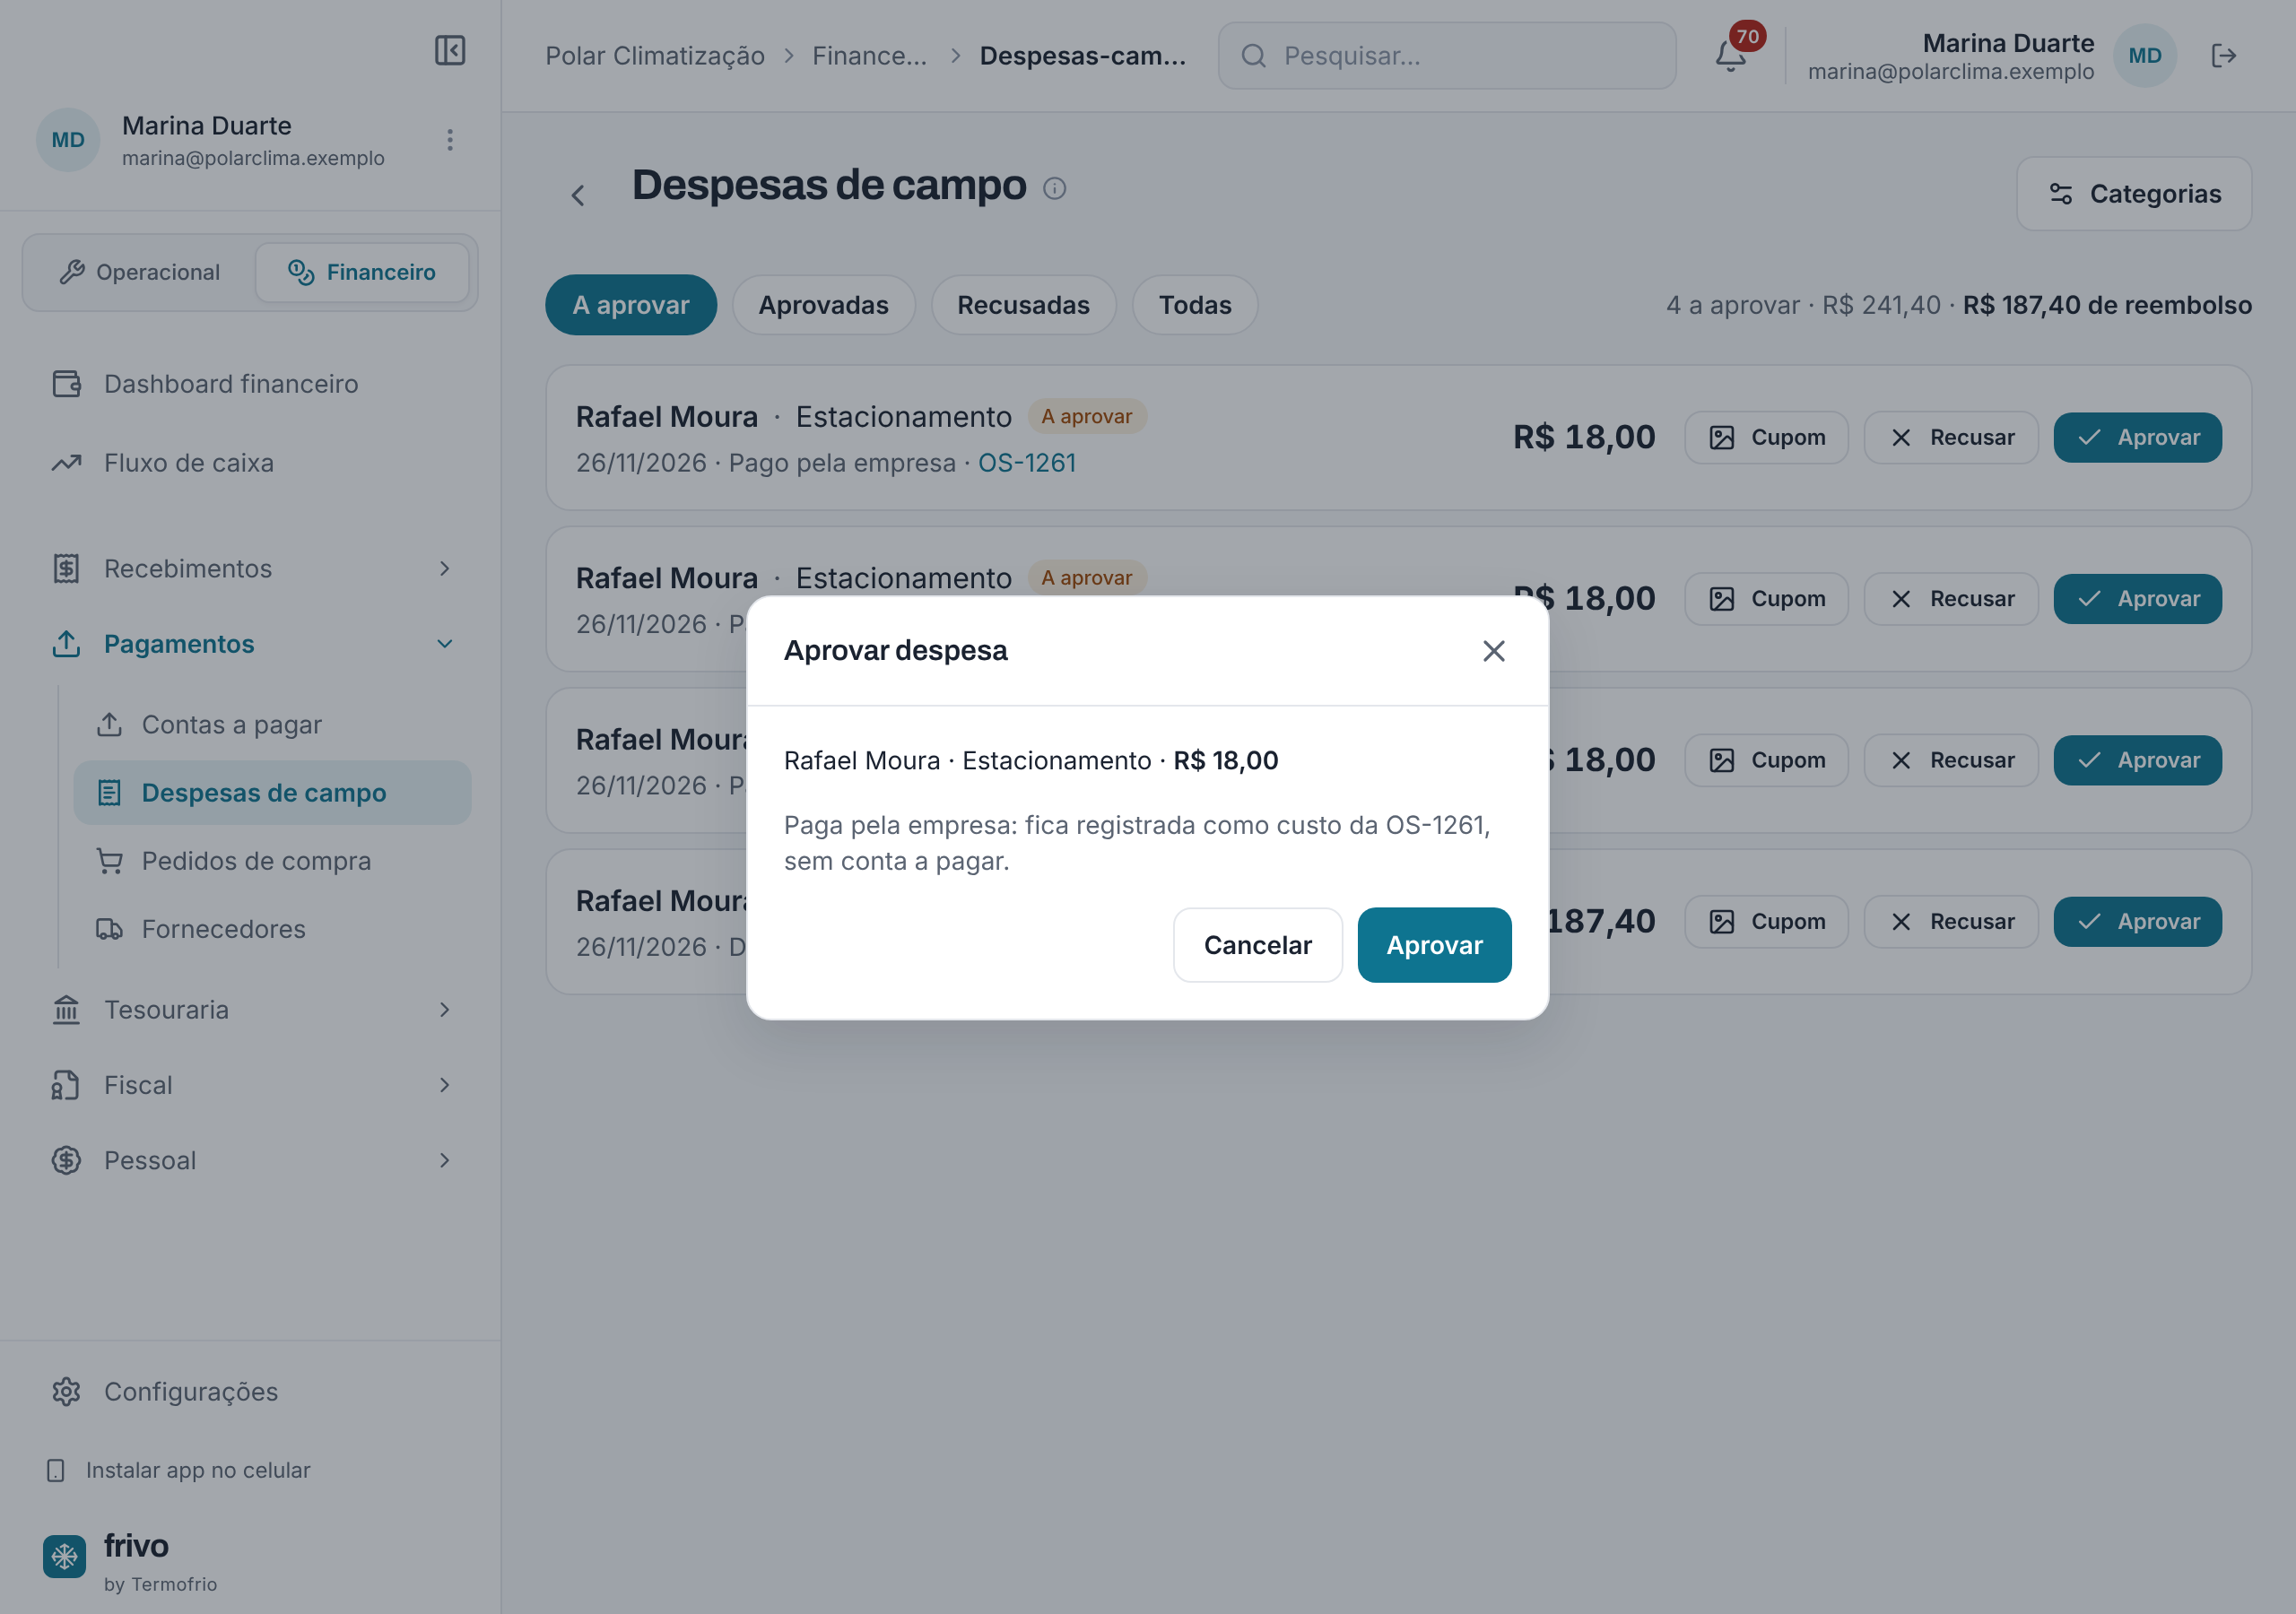 Polar Climatização > Finance... > Despesas-cam...
Pesquisar...
70
Marina Duarte
marina@polarclima.exemplo
MD
MD
Marina Duarte
marina@polarclima.exemplo
Operacional
Financeiro
Dashboard financeiro
Fluxo de caixa
Recebimentos
Pagamentos
Contas a pagar
Despesas de campo
Pedidos de compra
Fornecedores
Tesouraria
Fiscal
Pessoal
Configurações
Instalar app no celular
frivo
by Termofrio
Despesas de campo
Categorias
A aprovar
Aprovadas
Recusadas
Todas
4 a aprovar · R$ 241,40 · R$ 187,40 de reembolso
Rafael Moura · Estacionamento A aprovar
26/11/2026 · Pago pela empresa · OS-1261
R$ 18,00
Cupom
Recusar
Aprovar
Rafael Moura · Estacionamento A aprovar
26/11/2026 · P
R$ 18,00
Cupom
Recusar
Aprovar
Rafael Moura
26/11/2026 · P
18,00
Cupom
Recusar
Aprovar
Rafael Moura
26/11/2026 · D
187,40
Cupom
Recusar
Aprovar
Aprovar despesa
Rafael Moura · Estacionamento · R$ 18,00
Paga pela empresa: fica registrada como custo da OS-1261,
sem conta a pagar.
Cancelar
Aprovar